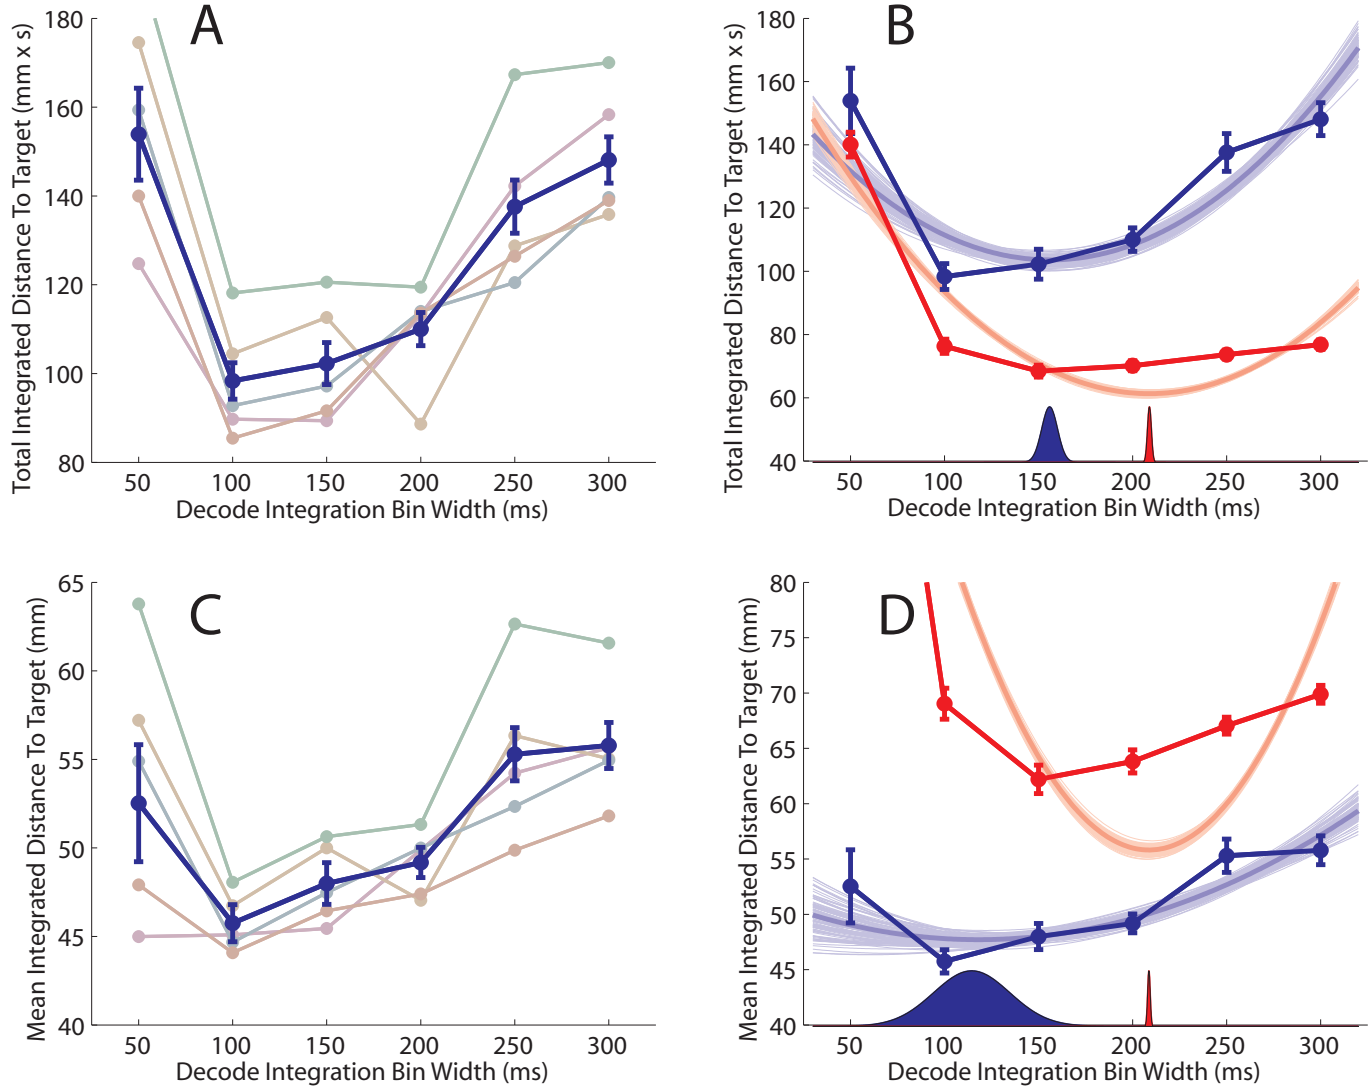 A
Total Integrated Distance To Target (mm x s)
180
160
140
120
100
80
50 100 150 200 250 300
Decode Integration Bin Width (ms)
B
Total Integrated Distance To Target (mm x s)
180
160
140
120
100
80
60
40
50 100 150 200 250 300
Decode Integration Bin Width (ms)
C
Mean Integrated Distance To Target (mm)
65
60
55
50
45
40
50 100 150 200 250 300
Decode Integration Bin Width (ms)
D
Mean Integrated Distance To Target (mm)
80
75
70
65
60
55
50
45
40
50 100 150 200 250 300
Decode Integration Bin Width (ms)